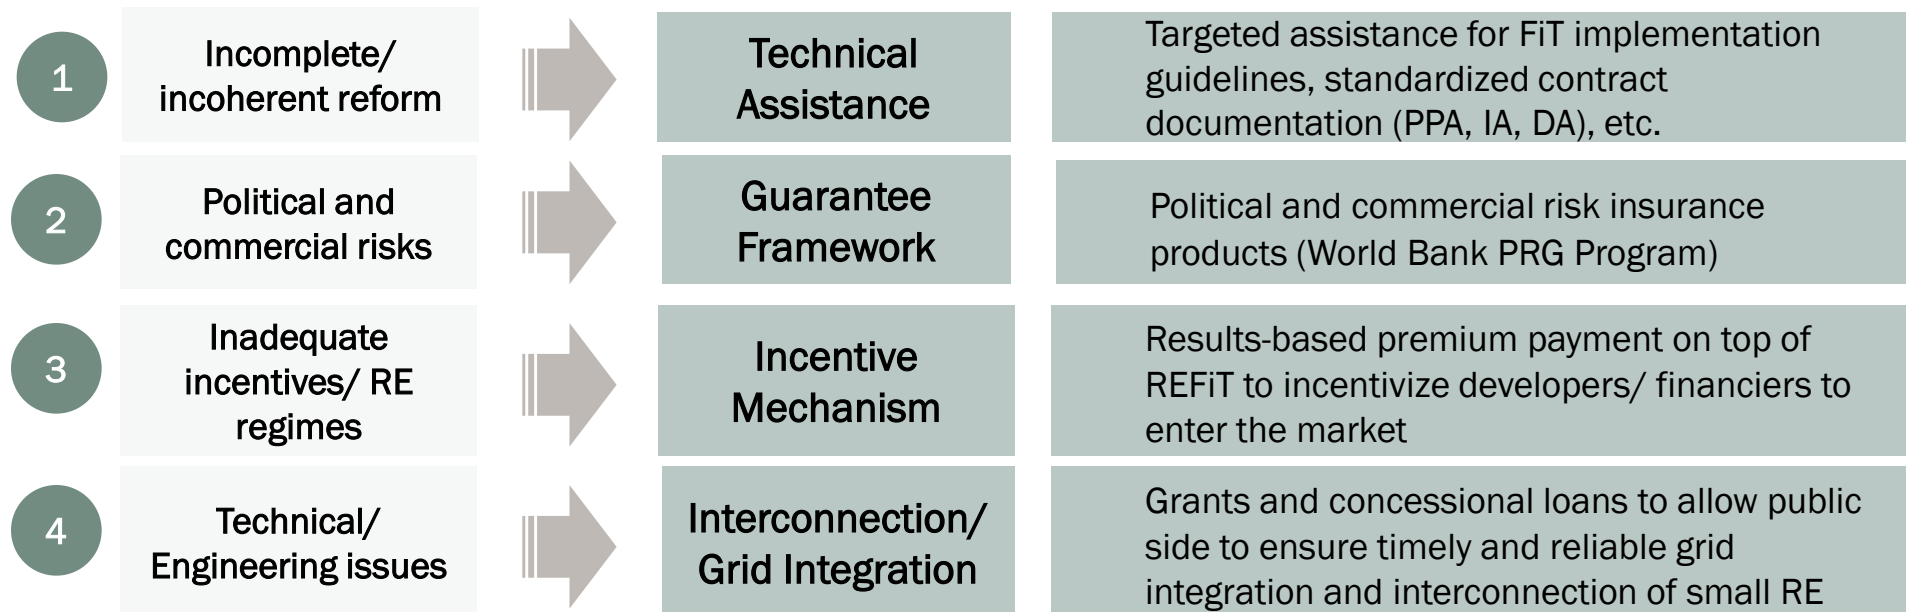 1
Incomplete/
incoherent reform
Technical
Assistance
Targeted assistance for FiT implementation
guidelines, standardized contract
documentation (PPA, IA, DA), etc.
2
Political and
commercial risks
Guarantee
Framework
Political and commercial risk insurance
products (World Bank PRG Program)
3
Inadequate
incentives/ RE
regimes
Incentive
Mechanism
Results-based premium payment on top of
REFiT to incentivize developers/ financiers to
enter the market
4
Technical/
Engineering issues
Interconnection/
Grid Integration
Grants and concessional loans to allow public
side to ensure timely and reliable grid
integration and interconnection of small RE